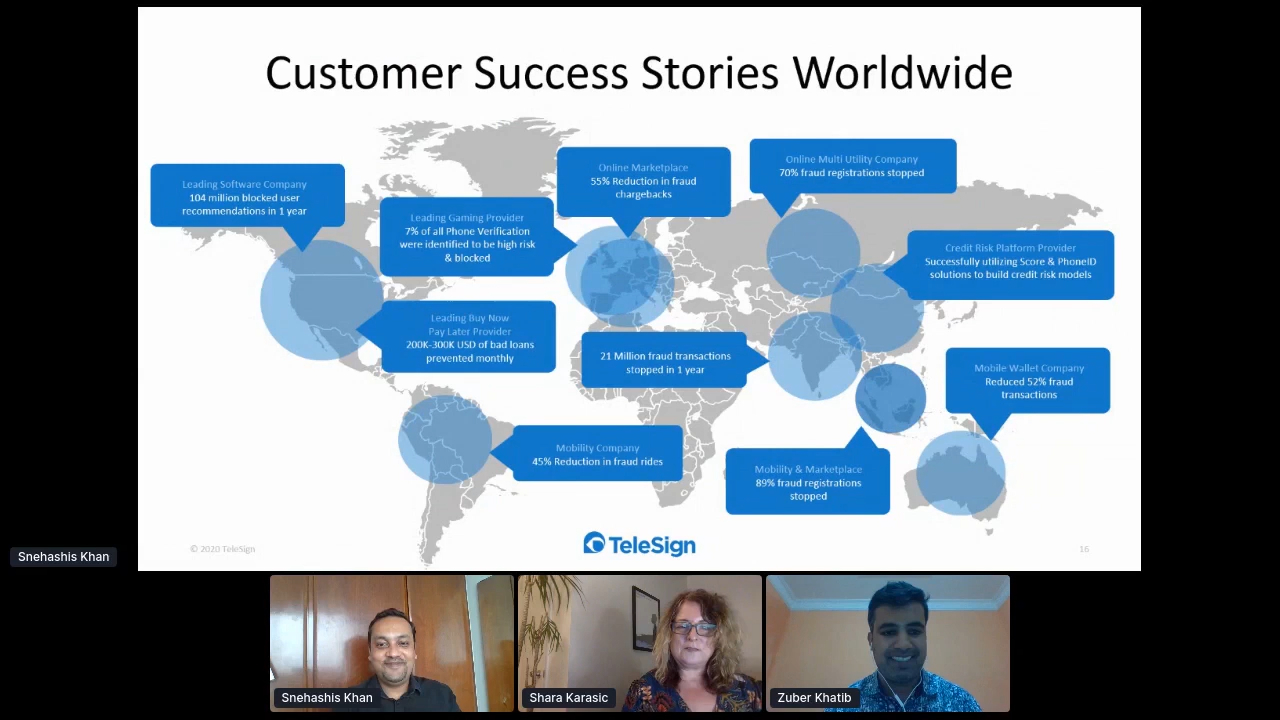 Customer Success Stories Worldwide
Leading Software Company
104 million blocked user
recommendations in 1 year
Leading Gaming Provider
7% of all Phone Verification
were identified to be high risk
& blocked
Online Marketplace
55% Reduction in fraud
chargebacks
Online Multi Utility Company
70% fraud registrations stopped
Credit Risk Platform Provider
Successfully utilizing Score & PhoneID
solutions to build credit risk models
Leading Buy Now
Pay Later Provider
200K-300K USD of bad loans
prevented monthly
21 Million fraud transactions
stopped in 1 year
Mobile Wallet Company
Reduced 52% fraud
transactions
Mobility Company
45% Reduction in fraud rides
Mobility & Marketplace
89% fraud registrations
stopped
© 2020 TeleSign
TeleSign
16
Snehashis Khan
Snehashis Khan
Shara Karasic
Zuber Khatib